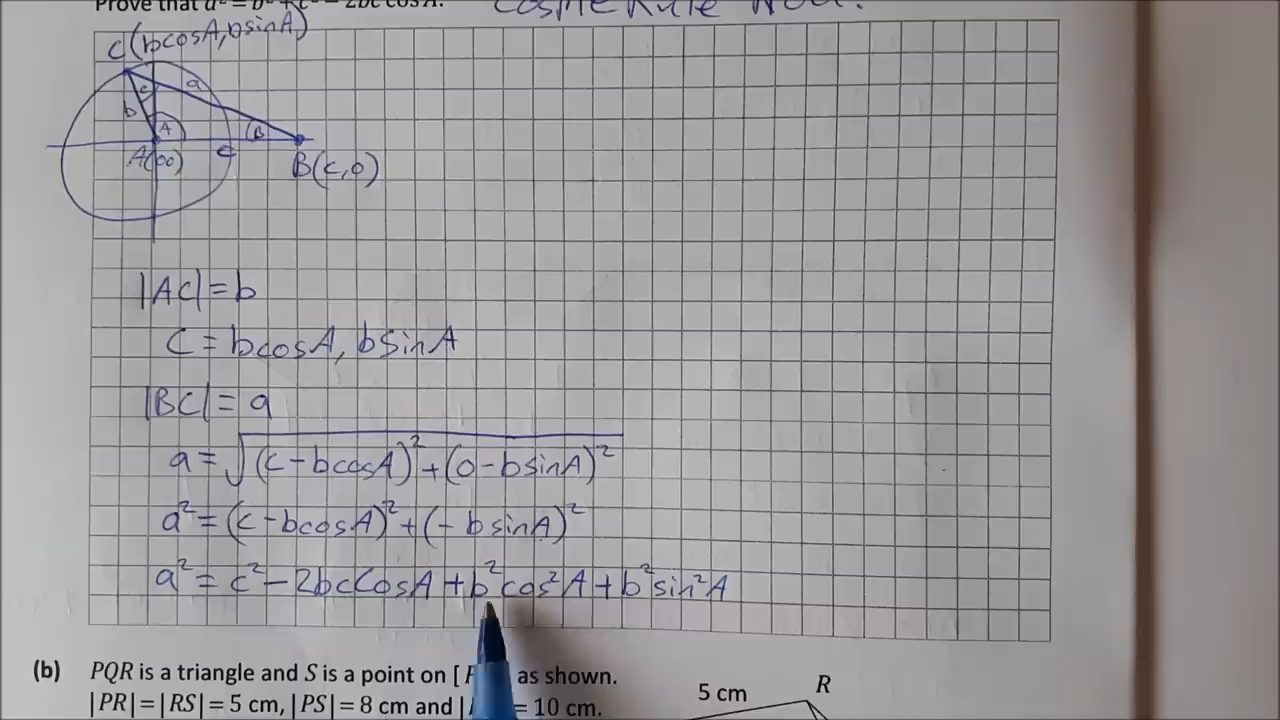 Prove that a² = b² + c² – 2bc cos A.
Cosine Rule
C(bcosA, bsinA)
c a
b
A B
A(00) c B(c,0)
|AC| = b
C = bcosA, bSinA
|BC| = a
a = √(c - bcosA)² + (0 - bsinA)²
a² = (c - bcosA)² + (- bsinA)²
a² = c² - 2bcCosA + b²cos²A + b²sin²A
(b) PQR is a triangle and S is a point on [ as shown.
|PR| = |RS| = 5 cm, |PS| = 8 cm and | = 10 cm.
5 cm R